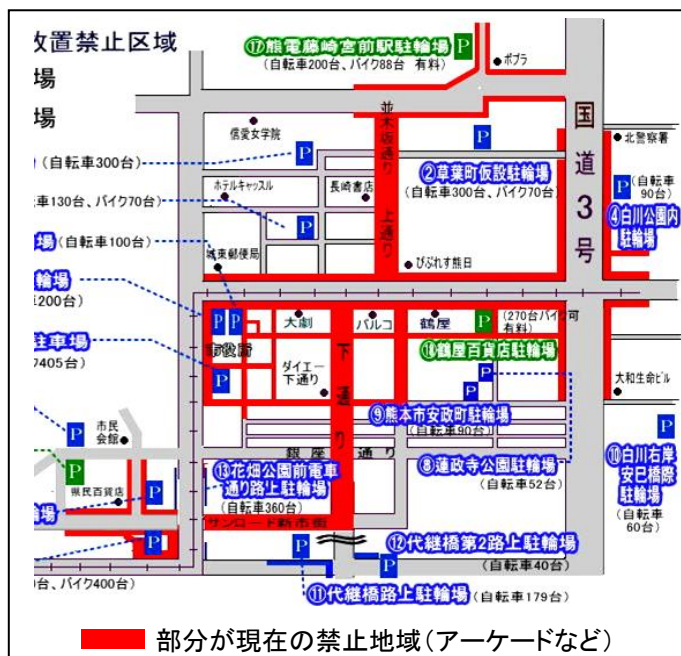 放置禁止区域
場
場
⑰熊電藤崎宮前駅駐輪場
(自転車200台、バイク88台 有料)
P
ポプラ
並木坂通り
信愛女学院
P
P
国道3号
北警察署
(自転車300台)
②草葉町仮設駐輪場
(自転車300台、バイク70台)
P
(自転車
90台)
④白川公園内
駐輪場
ホテルキャッスル
長崎書店
車130台、バイク70台)
P
上通り
場(自転車100台)
城東郵便局
びぷれす熊日
輪場
車200台)
P P
大劇
パルコ
鶴屋
P
(270台バイク可
有料)
駐車場
405台)
市役所
⑱鶴屋百貨店駐輪場
P
ダイエー
下通り
下通り
P
P
大和生命ビル
⑨熊本市安政町駐輪場
(自転車90台)
P
市民
会館
P
銀座通り
⑧蓮政寺公園駐輪場
(自転車52台)
⑩白川右岸
安巳橋際
駐輪場
(自転車
60台)
P
県民百貨店
P
⑬花畑公園前電車
通り路上駐輪場
(自転車360台)
輪場
サンロード新市街
P
P
⑫代継橋第2路上駐輪場
(自転車40台)
P
台、バイク400台)
⑪代継橋路上駐輪場(自転車179台)
部分が現在の禁止地域(アーケードなど)